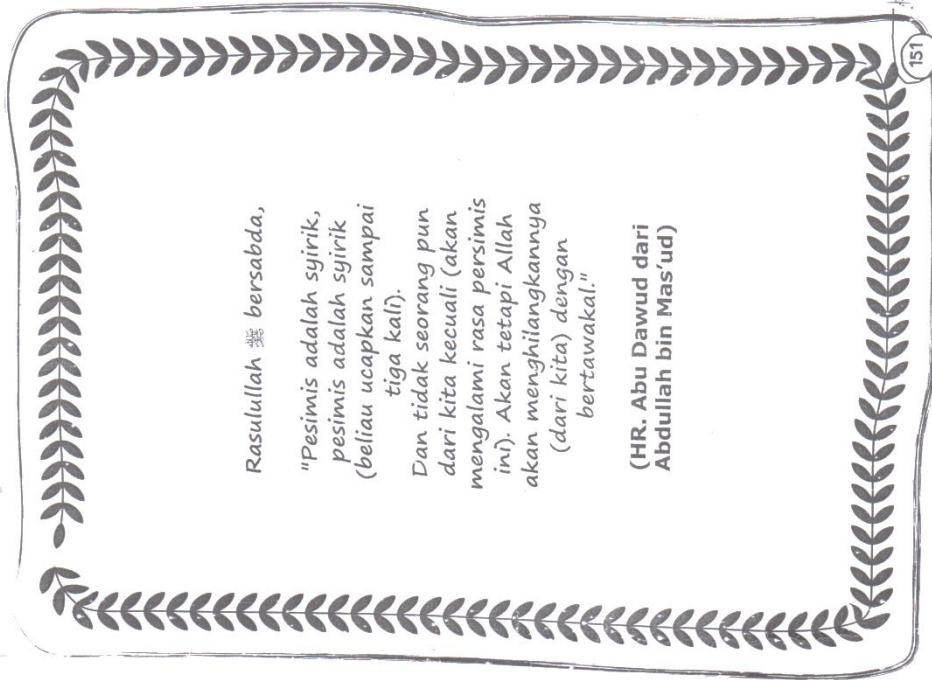 151
Rasulullah ﷺ bersabda,
"Pesimis adalah syirik,
pesimis adalah syirik
(beliau ucapkan sampai
tiga kali).
Dan tidak seorang pun
dari kita kecuali (akan
mengalami rasa persimis
ini). Akan tetapi Allah
akan menghilangkannya
(dari kita) dengan
bertawakal."
(HR. Abu Dawud dari
Abdullah bin Mas'ud)